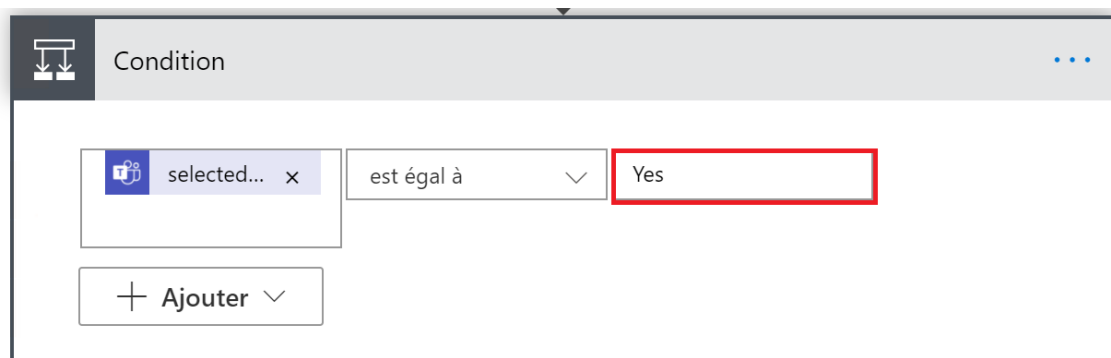 Condition
selected... x est égal à Yes
Ajouter